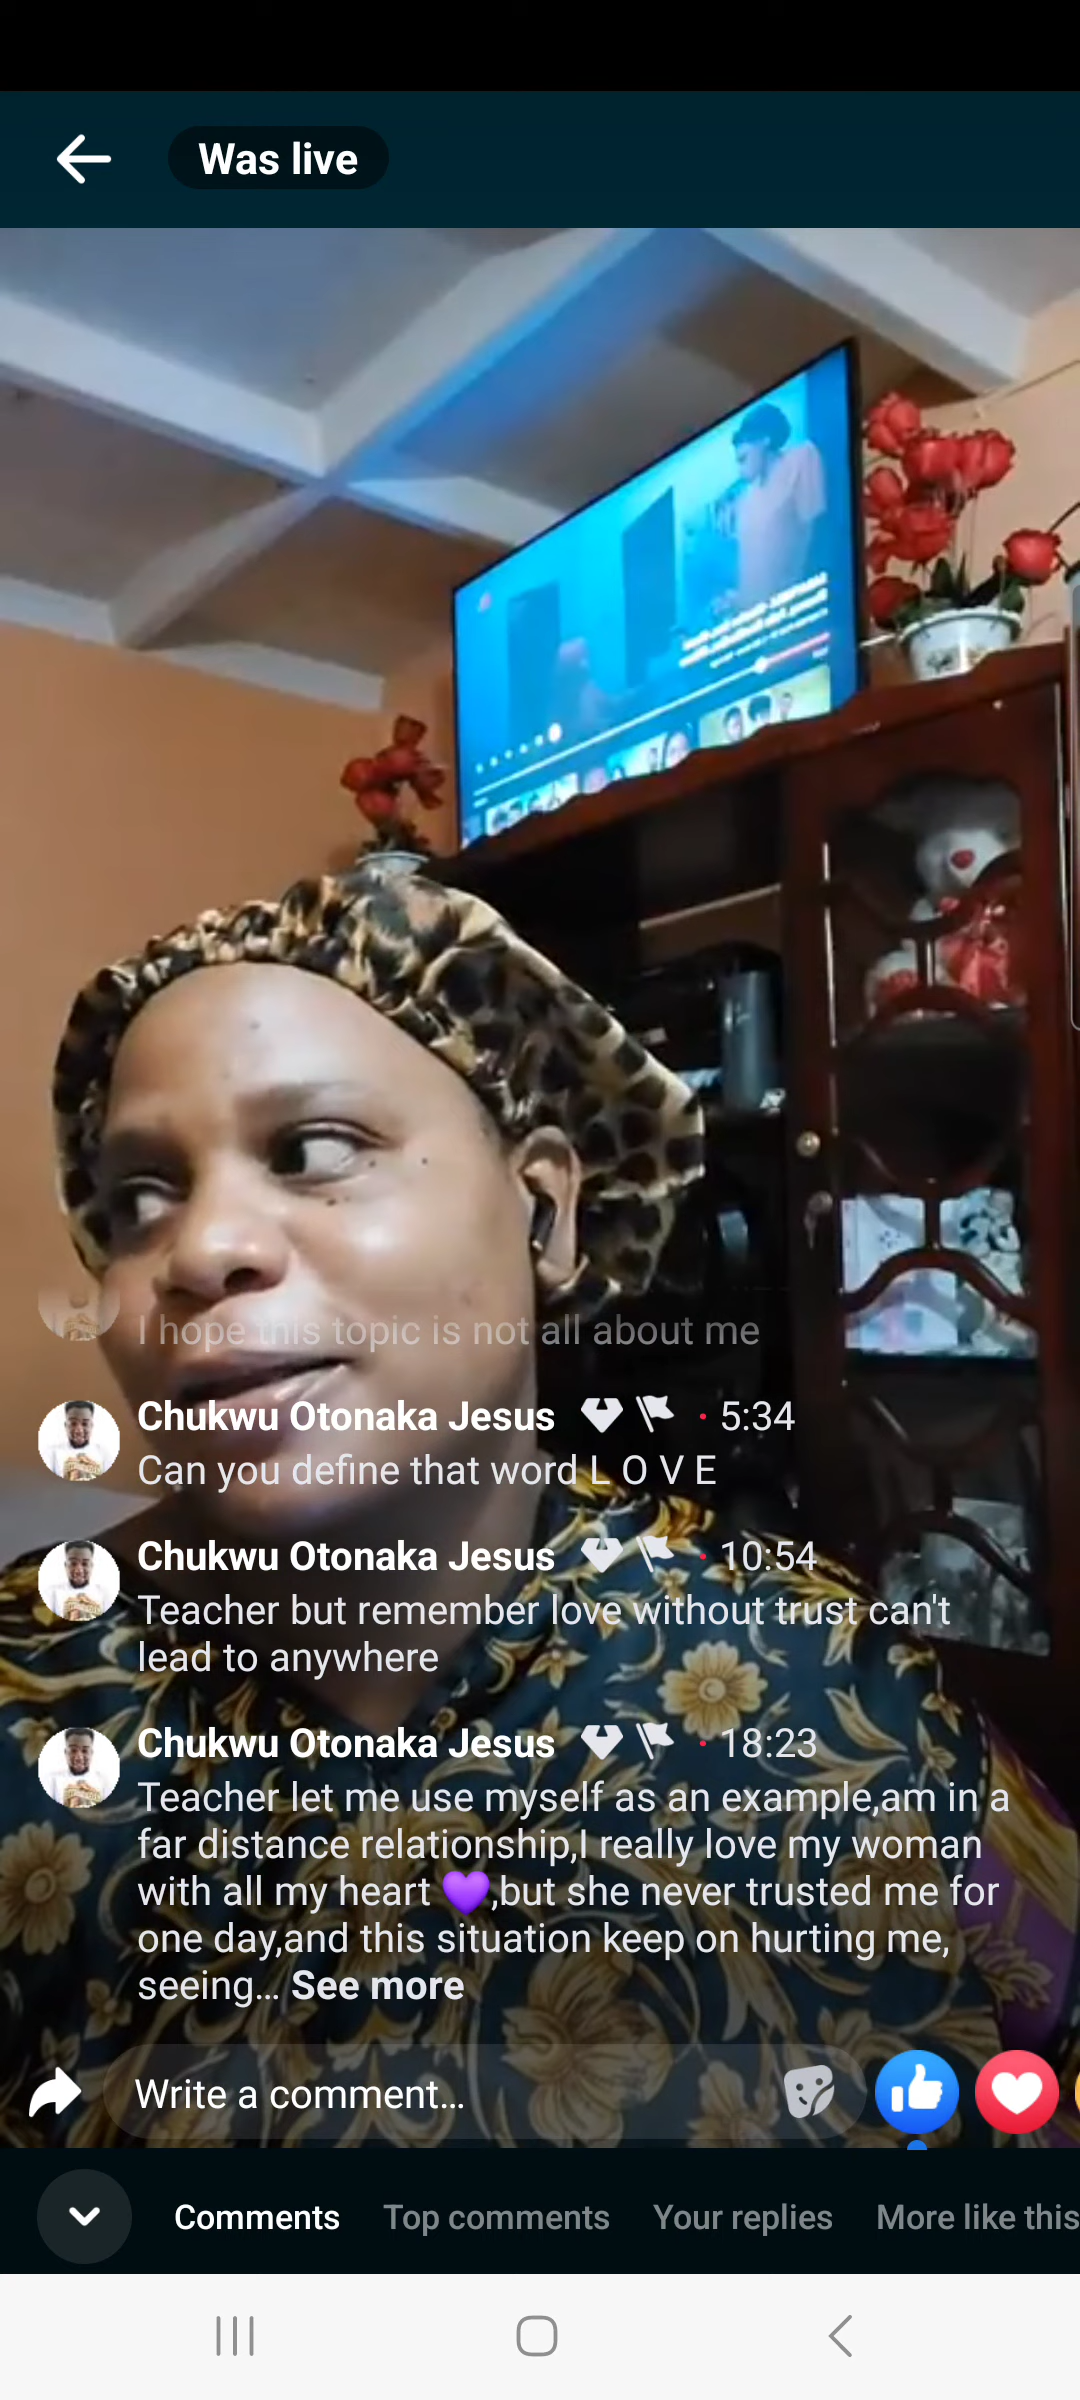 Was live
I hope this topic is not all about me
Chukwu Otonaka Jesus · 5:34
Can you define that word L O V E
Chukwu Otonaka Jesus · 10:54
Teacher but remember love without trust can't
lead to anywhere
Chukwu Otonaka Jesus · 18:23
Teacher let me use myself as an example,am in a
far distance relationship,I really love my woman
with all my heart 💜,but she never trusted me for
one day,and this situation keep on hurting me,
seeing... See more
Write a comment...
Comments Top comments Your replies More like this